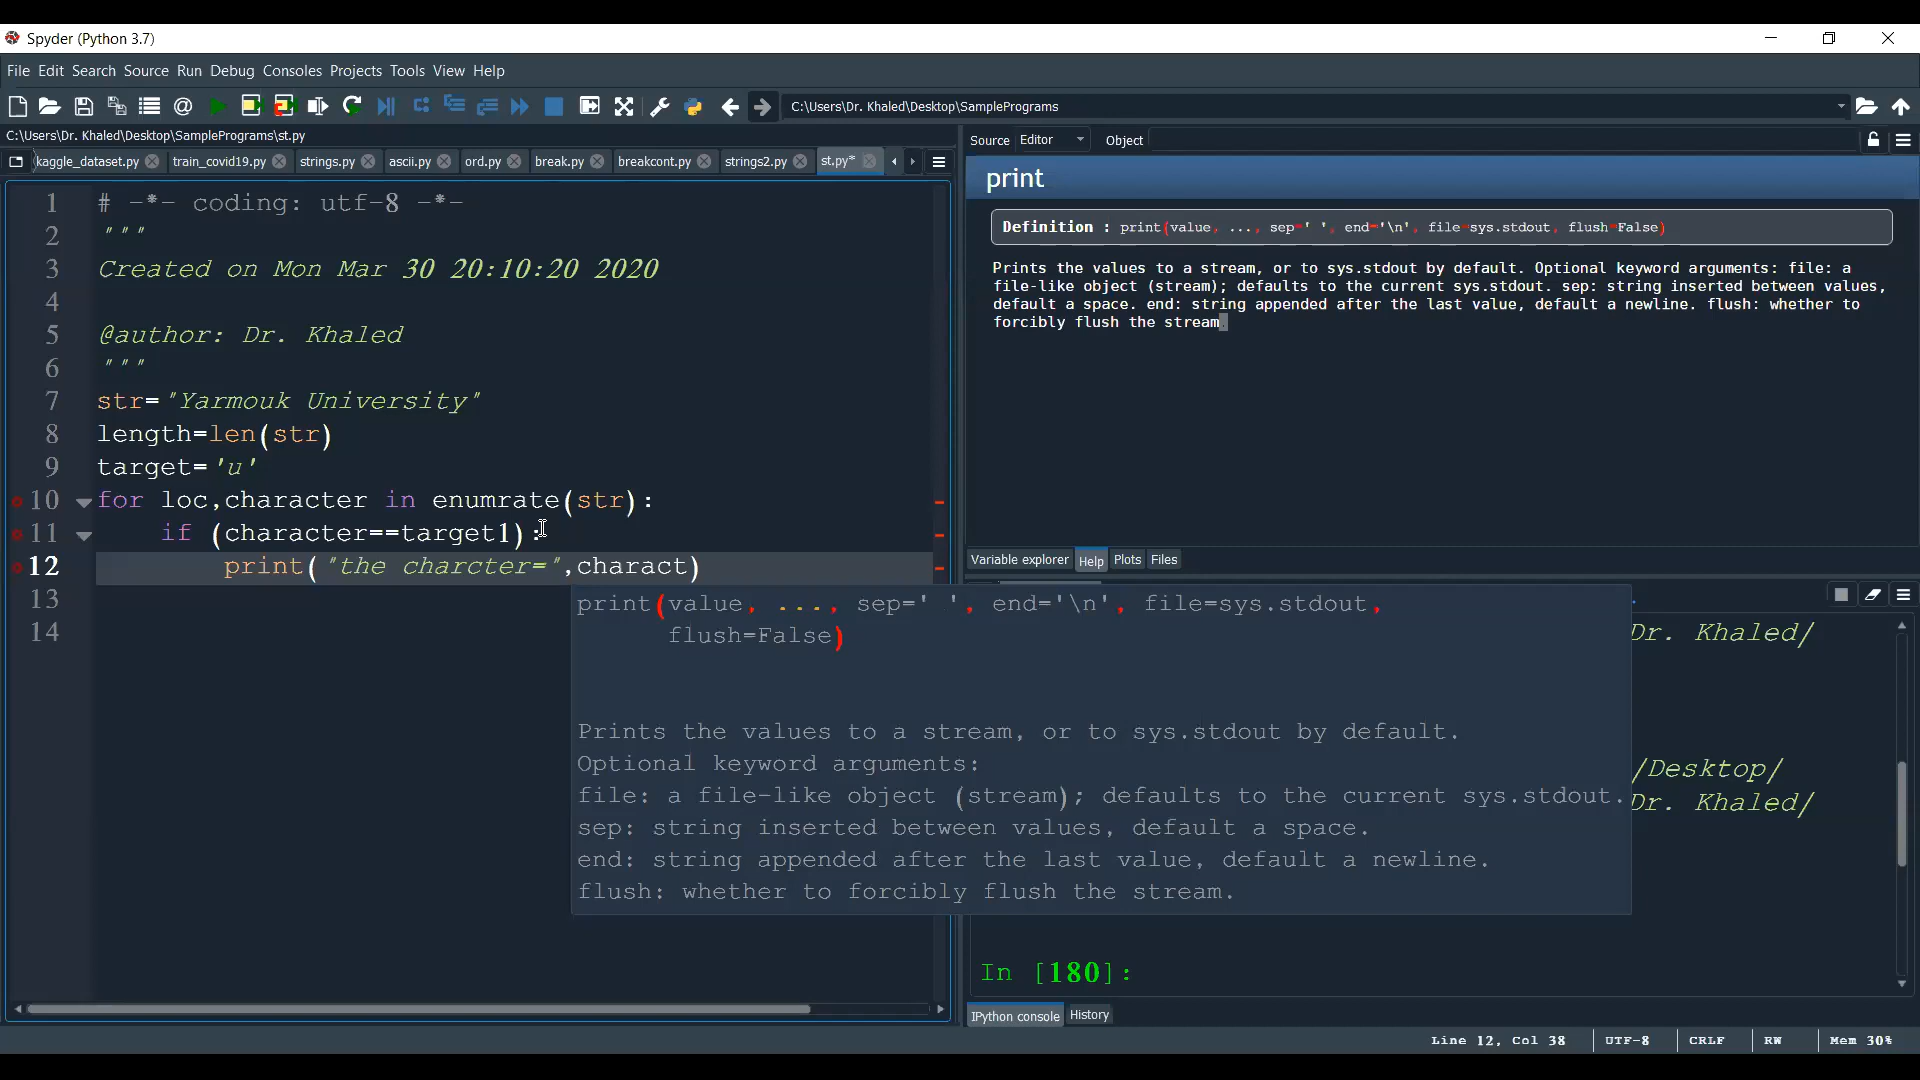 Spyder (Python 3.7)
File Edit Search Source Run Debug Consoles Projects Tools View Help
C:\Users\Dr. Khaled\Desktop\SamplePrograms
C:\Users\Dr. Khaled\Desktop\SamplePrograms\st.py
kaggle_dataset.py train_covid19.py strings.py ascii.py ord.py break.py breakcont.py strings2.py st.py*
1 # -*- coding: utf-8 -*-
2 """
3 Created on Mon Mar 30 20:10:20 2020
4
5 @author: Dr. Khaled
6 """
7 str="Yarmouk University"
8 length=len(str)
9 target='u'
10 for loc,character in enumrate(str):
11 if (character==target1):
12 print("the charcter=",charact)
13
14
print(value, ..., sep=' ', end='\n', file=sys.stdout,
flush=False)
Prints the values to a stream, or to sys.stdout by default.
Optional keyword arguments:
file: a file-like object (stream); defaults to the current sys.stdout.
sep: string inserted between values, default a space.
end: string appended after the last value, default a newline.
flush: whether to forcibly flush the stream.
Source Editor Object
print
Definition : print(value, ..., sep=' ', end='\n', file=sys.stdout, flush=False)
Prints the values to a stream, or to sys.stdout by default. Optional keyword arguments: file: a
file-like object (stream); defaults to the current sys.stdout. sep: string inserted between values,
default a space. end: string appended after the last value, default a newline. flush: whether to
forcibly flush the stream
Variable explorer Help Plots Files
Dr. Khaled/
/Desktop/
Dr. Khaled/
In [180]:
IPython console History
Line 12, Col 38 UTF-8 CRLF RW Mem 30%